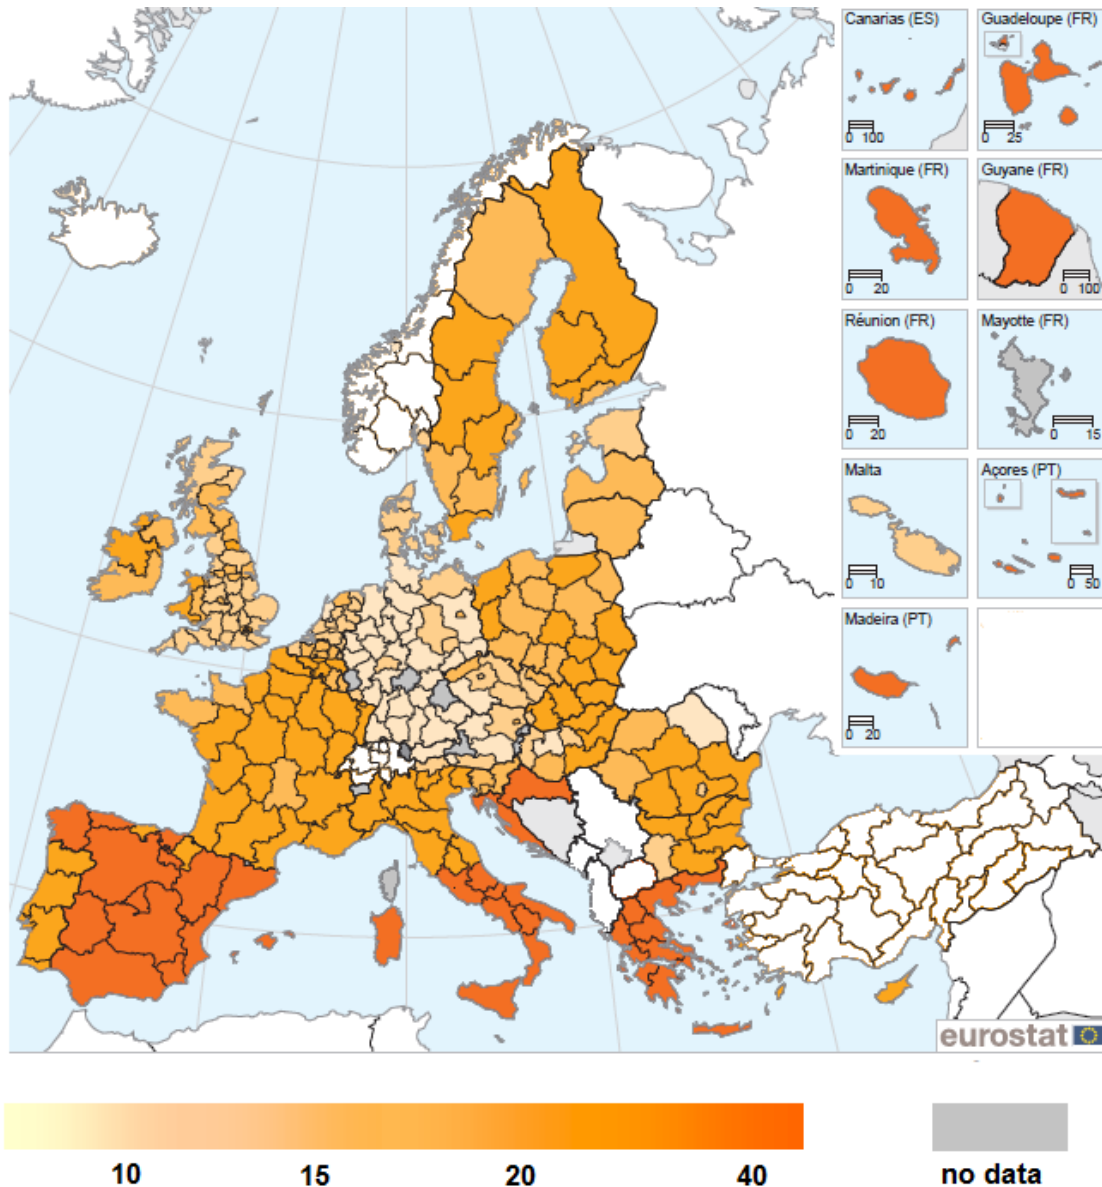 Canarias (ES)
0 100
Guadeloupe (FR)
0 25
Martinique (FR)
0 20
Guyane (FR)
0 100
Réunion (FR)
0 20
Mayotte (FR)
0 15
Malta
0 10
Açores (PT)
0 50
Madeira (PT)
0 20
eurostat
10 15 20 40
no data